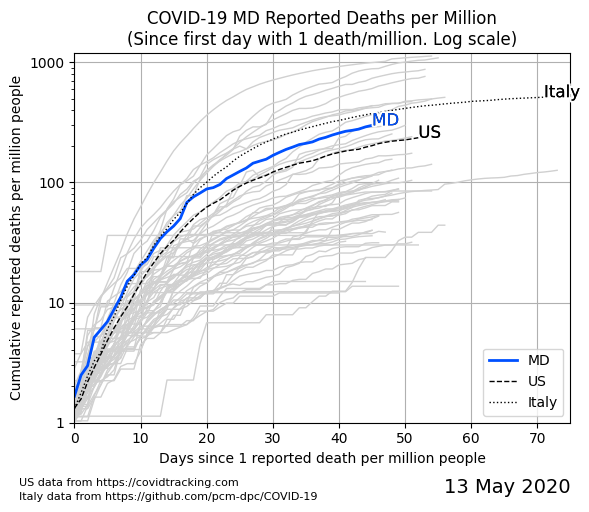 COVID-19 MD Reported Deaths per Million
(Since first day with 1 death/million. Log scale)
Cumulative reported deaths per million people
1000
100
10
1
Italy
MD
US
MD
US
Italy
0 10 20 30 40 50 60 70
Days since 1 reported death per million people
US data from https://covidtracking.com
Italy data from https://github.com/pcm-dpc/COVID-19
13 May 2020